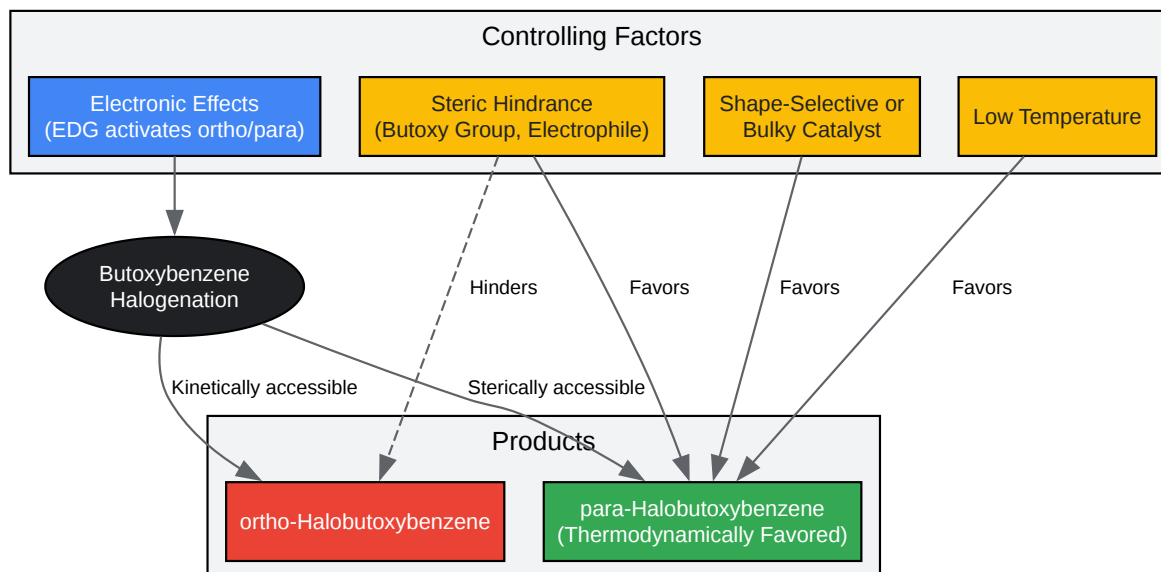 Controlling Factors
Electronic Effects
(EDG activates ortho/para)
Steric Hindrance
(Butoxy Group, Electrophile)
Shape-Selective or
Bulky Catalyst
Low Temperature
Butoxybenzene
Halogenation
Hinders
Favors
Favors
Favors
Kinetically accessible
Sterically accessible
Products
ortho-Halobutoxybenzene
para-Halobutoxybenzene
(Thermodynamically Favored)